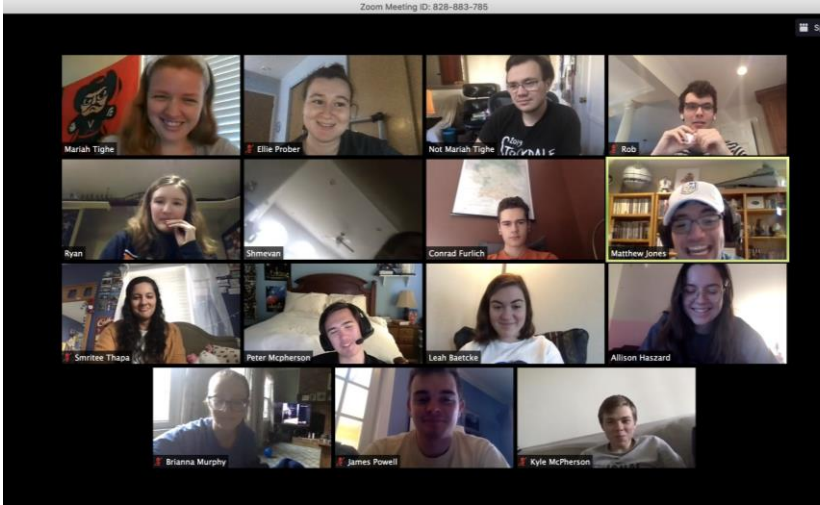 Zoom Meeting ID: 828-883-785
Mariah Tighe
Ellie Prober
Not Mariah Tighe
Rob
Ryan
Shmevan
Conrad Furlich
Matthew Jones
Smritee Thapa
Peter Mcpherson
Leah Baetcke
Allison Haszard
Brianna Murphy
James Powell
Kyle McPherson